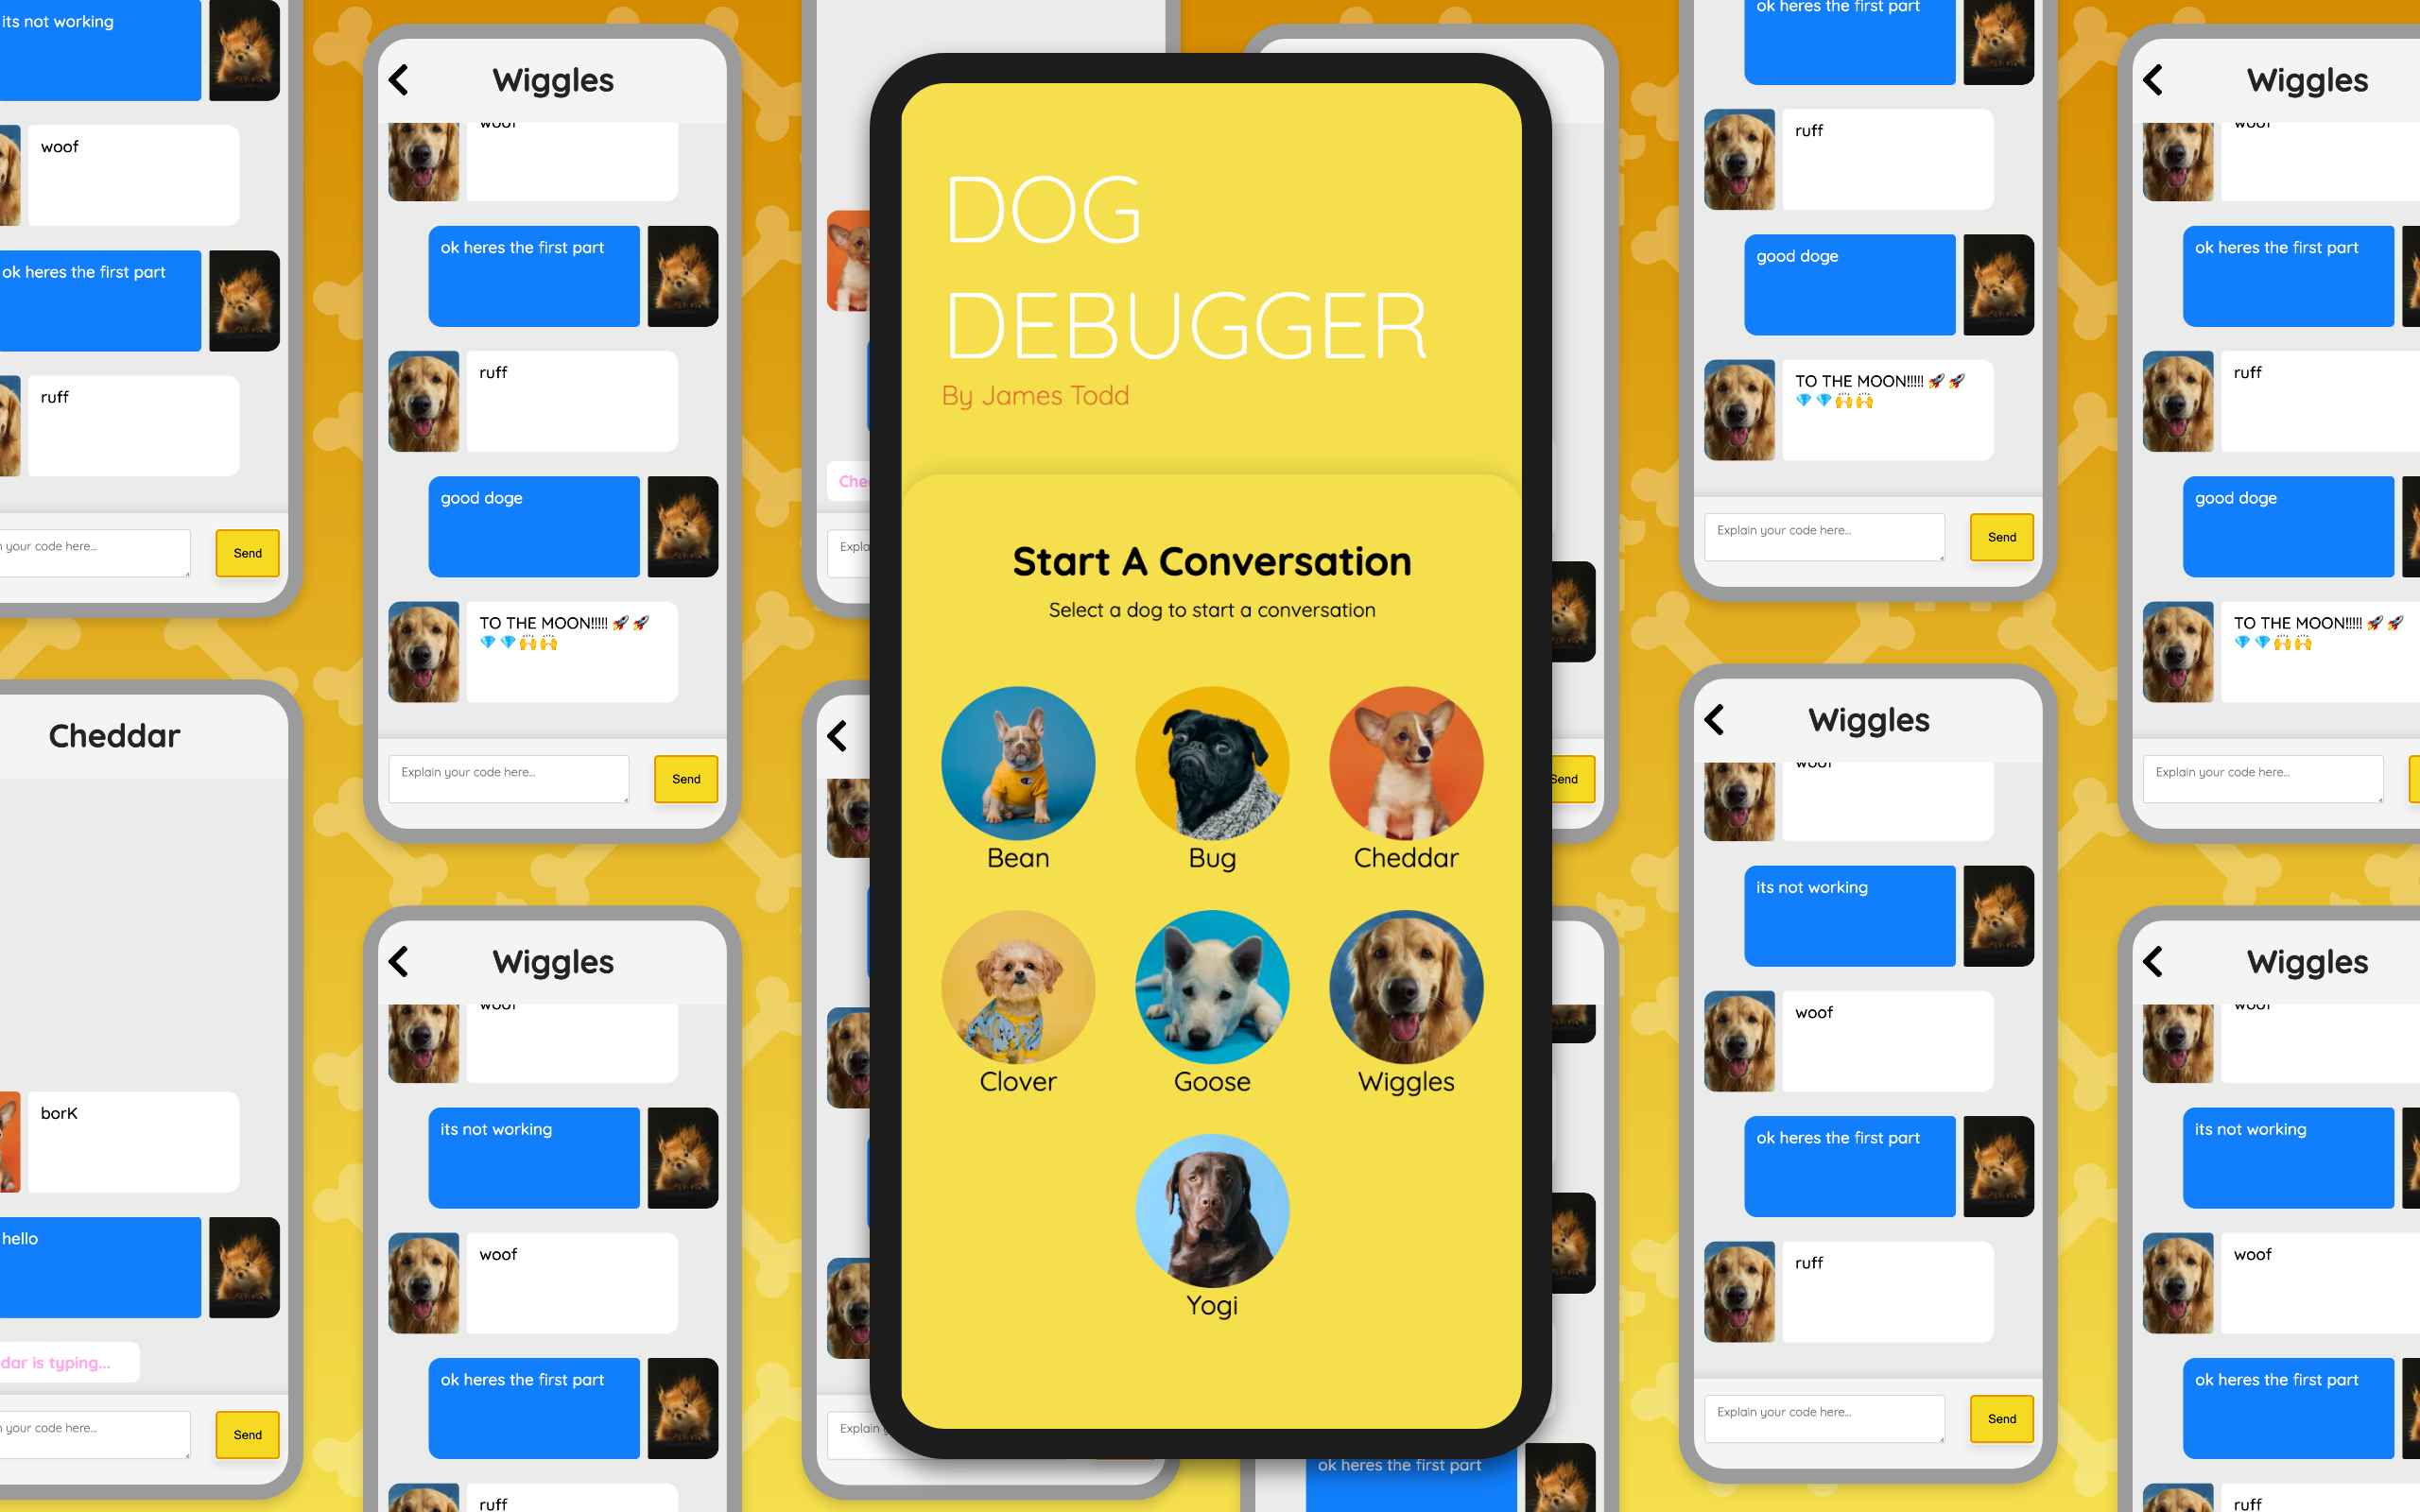 its not working
woof
ok heres the first part
ruff
your code here...
Send
Cheddar
borK
hello
dar is typing...
your code here...
Send
Wiggles
woof
ok heres the first part
ruff
good doge
TO THE MOON!!!!! 🚀 🚀
💎 💎 🙌 🙌
Explain your code here...
Send
Wiggles
woof
its not working
woof
ok heres the first part
ruff
Che
Expla
Explain
DOG
DEBUGGER
By James Todd
Start A Conversation
Select a dog to start a conversation
Bean
Bug
Cheddar
Clover
Goose
Wiggles
Yogi
Send
ok heres the first part
ok heres the first part
ruff
good doge
TO THE MOON!!!!! 🚀 🚀
💎 💎 🙌 🙌
Explain your code here...
Send
Wiggles
woof
its not working
woof
ok heres the first part
ruff
Explain your code here...
Send
Wiggles
woof
ok heres the first part
ruff
good doge
TO THE MOON!!!!! 🚀 🚀
💎 💎 🙌 🙌
Explain your code here...
Wiggles
woof
its not working
woof
ok heres the first part
ruff